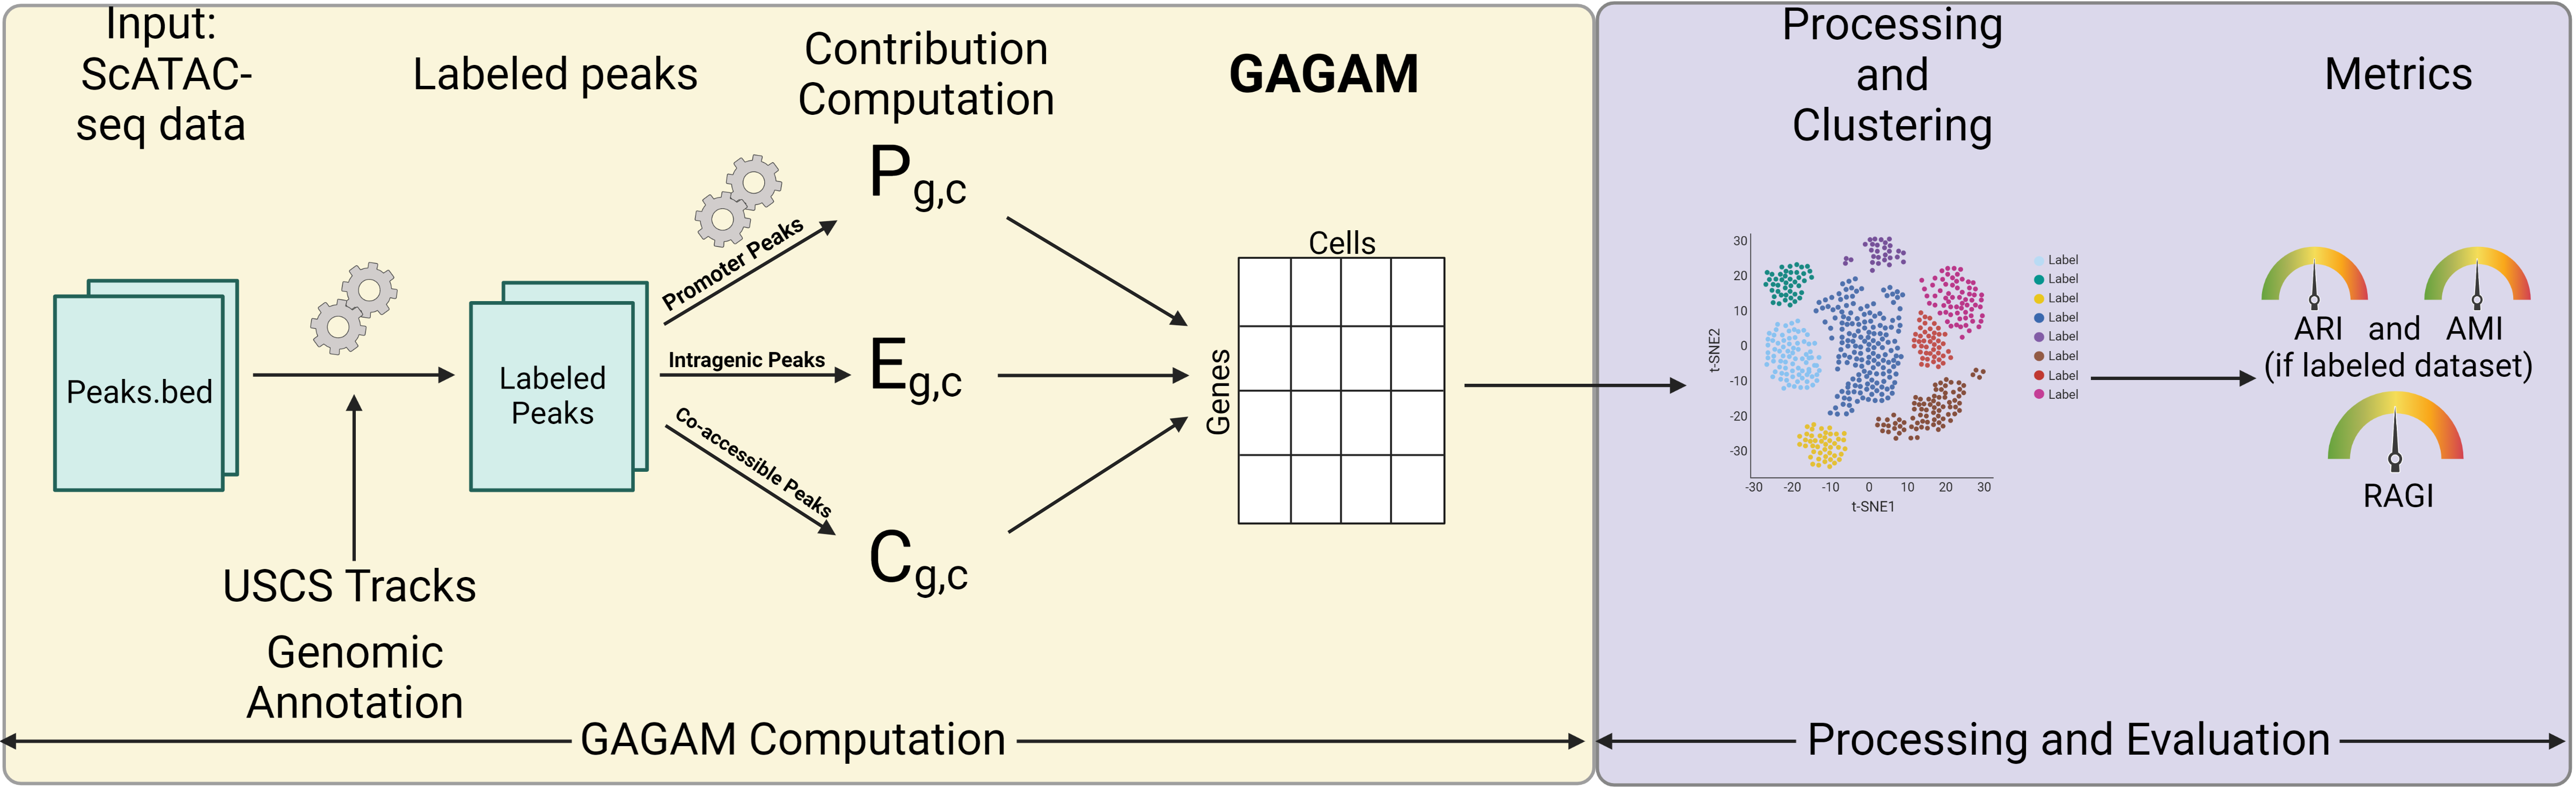 Input:
ScATAC-
seq data
Labeled peaks
Contribution
Computation
GAGAM
Peaks.bed
USCS Tracks
Genomic
Annotation
Labeled
Peaks
Promoter Peaks
Intragenic Peaks
Co-accessible Peaks
Pg,c
Eg,c
Cg,c
Cells
Genes
GAGAM Computation
Processing
and
Clustering
Metrics
t-SNE2
30
20
10
0
-10
-20
-30
-30 -20 -10 0 10 20 30
t-SNE1
Label
Label
Label
Label
Label
Label
Label
Label
ARI and AMI
(if labeled dataset)
RAGI
Processing and Evaluation